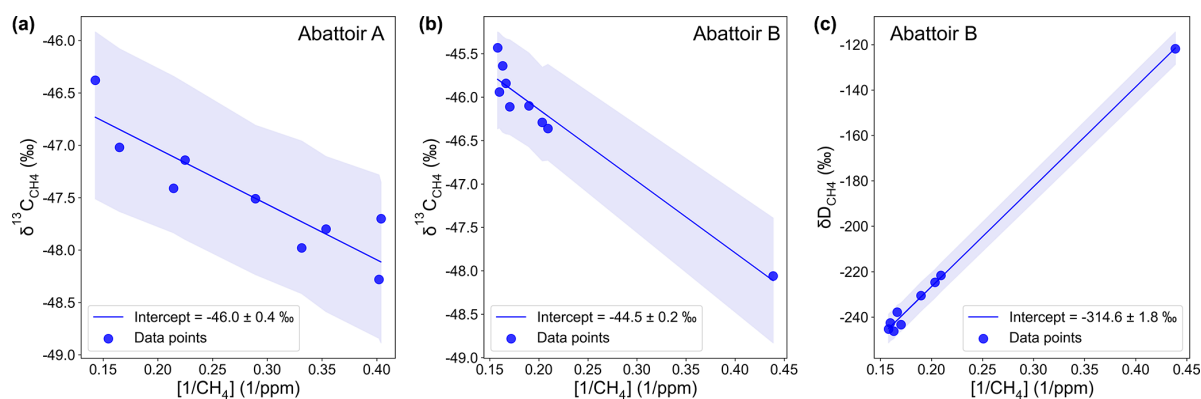 (a)
Abattoir A
-46.0
-46.5
-47.0
-47.5
-48.0
-48.5
-49.0
δ¹³C_CH4 (‰)
Intercept = -46.0 ± 0.4 ‰
Data points
0.15 0.20 0.25 0.30 0.35 0.40
[1/CH₄] (1/ppm)
(b)
Abattoir B
-45.5
-46.0
-46.5
-47.0
-47.5
-48.0
-48.5
-49.0
δ¹³C_CH4 (‰)
Intercept = -44.5 ± 0.2 ‰
Data points
0.15 0.20 0.25 0.30 0.35 0.40 0.45
[1/CH₄] (1/ppm)
(c)
Abattoir B
-120
-140
-160
-180
-200
-220
-240
δD_CH4 (‰)
Intercept = -314.6 ± 1.8 ‰
Data points
0.15 0.20 0.25 0.30 0.35 0.40 0.45
[1/CH₄] (1/ppm)